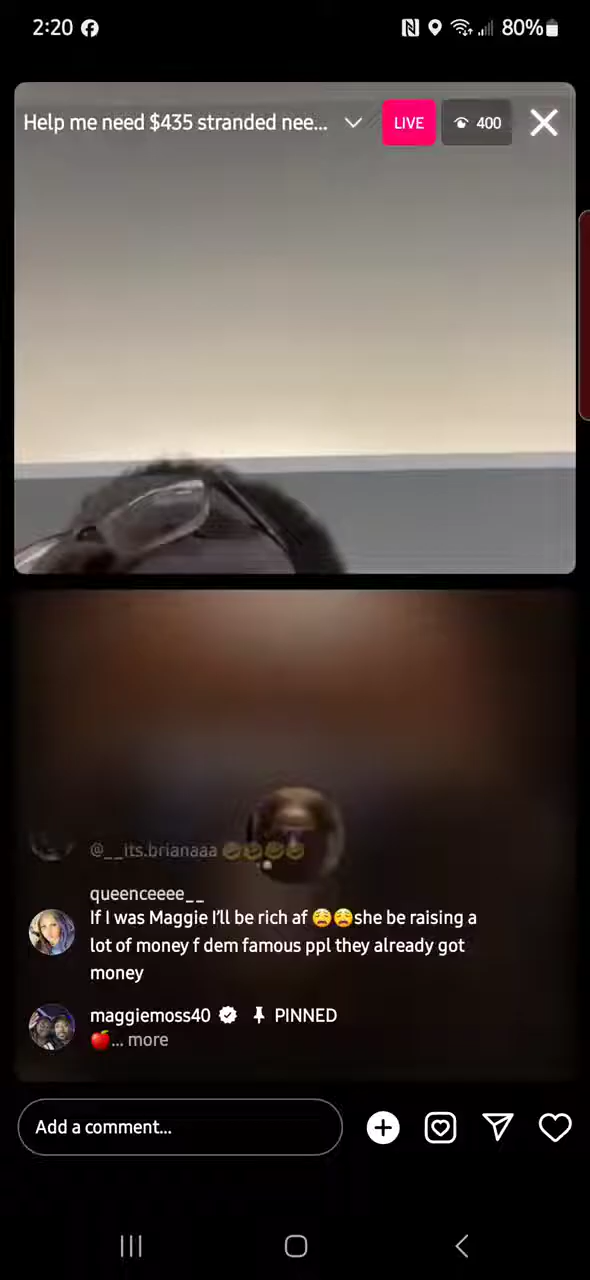 2:20
80%
Help me need $435 stranded nee...
LIVE
400
@__its.brianaaa 🤣🤣🤣🤣
queenceeee__
If I was Maggie I'll be rich af 😩😩she be raising a
lot of money f dem famous ppl they already got
money
maggiemoss40 PINNED
🍎... more
Add a comment...